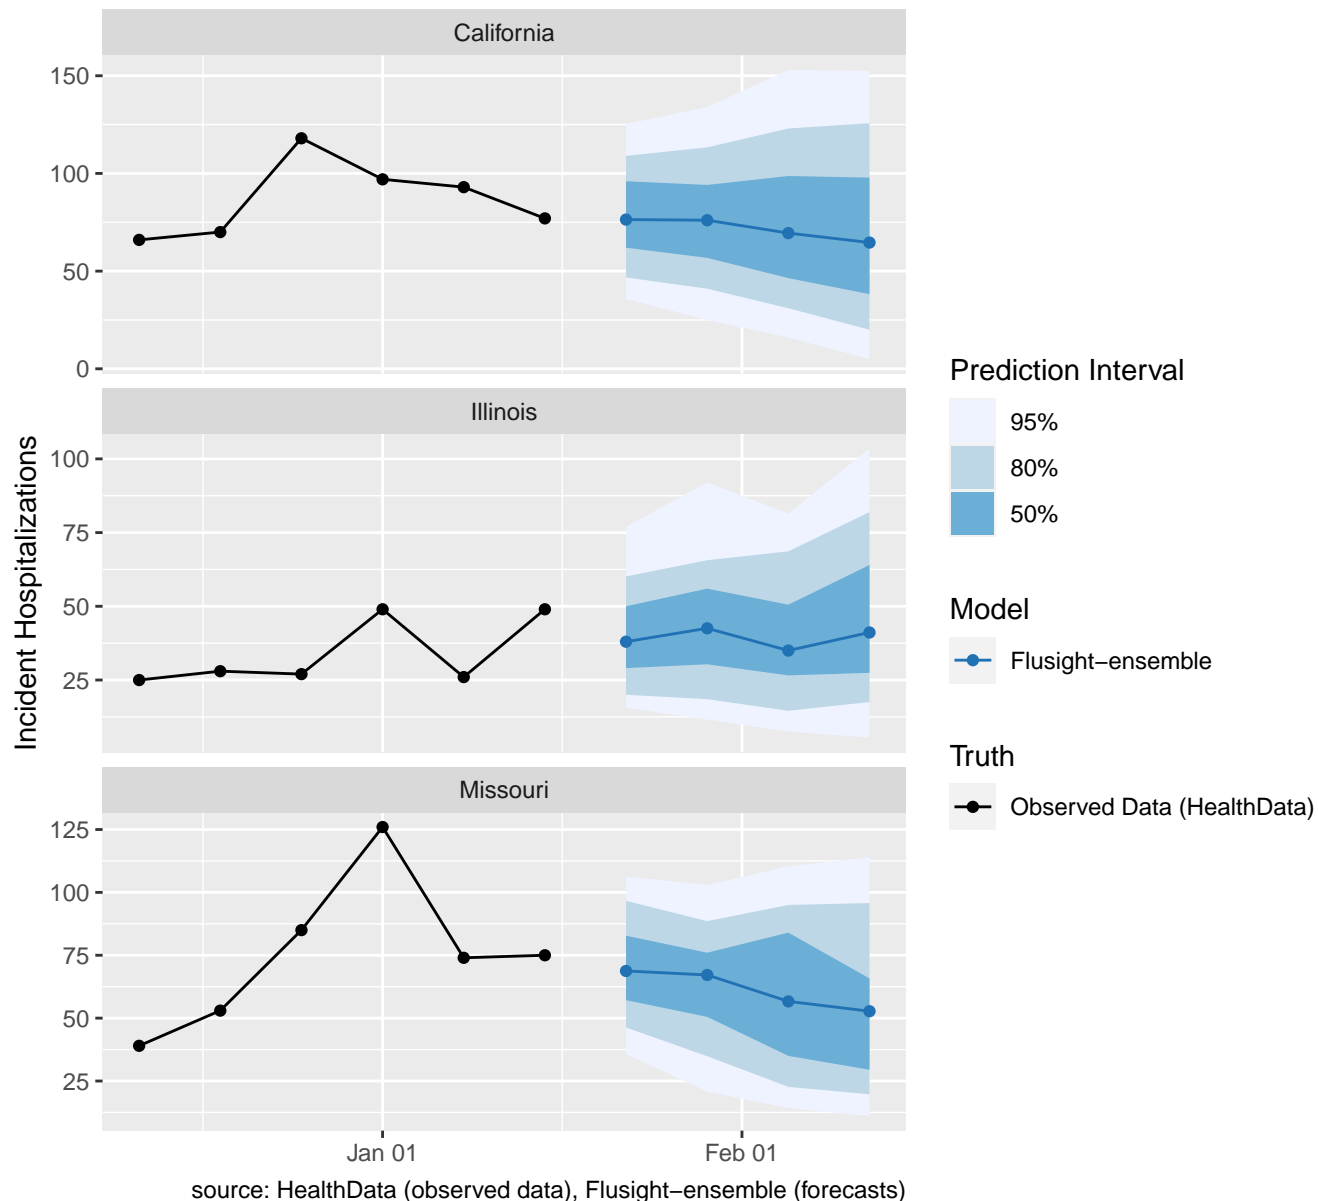 California
150
100
50
0
Illinois
100
75
50
25
Missouri
125
100
75
50
25
Incident Hospitalizations
Jan 01
Feb 01
source: HealthData (observed data), Flusight−ensemble (forecasts)
Prediction Interval
95%
80%
50%
Model
Flusight−ensemble
Truth
Observed Data (HealthData)